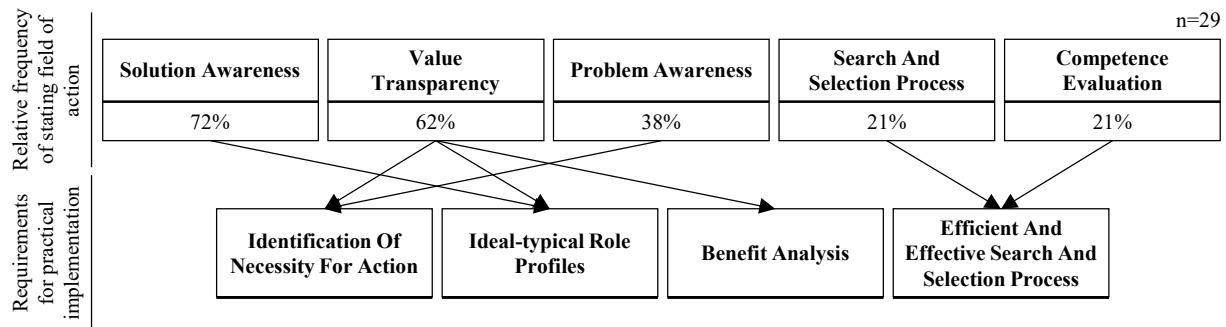 n=29
Relative frequency
of stating field of
action
Solution Awareness
72%
Value
Transparency
62%
Problem Awareness
38%
Search And
Selection Process
21%
Competence
Evaluation
21%
Requirements
for practical
implementation
Identification Of
Necessity For Action
Ideal-typical Role
Profiles
Benefit Analysis
Efficient And
Effective Search And
Selection Process